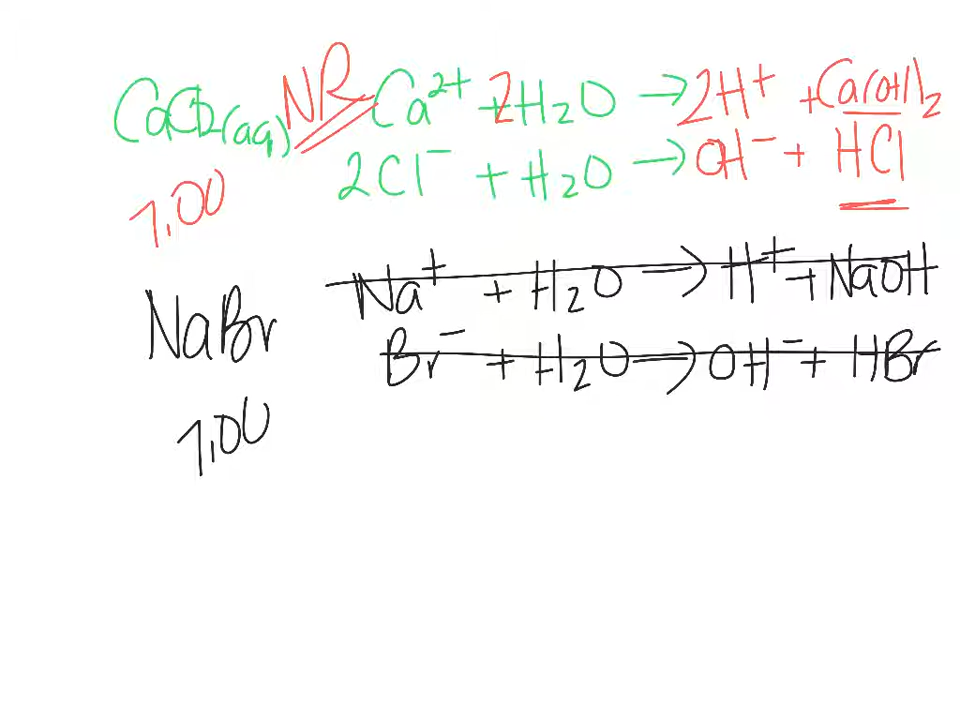 CaCl2(aq) NR Ca²⁺ + 2H₂O → 2H⁺ + Ca(OH)₂
2Cl⁻ + H₂O → OH⁻ + HCl
7.00
Na⁺ + H₂O → H⁺ + NaOH
NaBr
Br⁻ + H₂O → OH⁻ + HBr
7.00